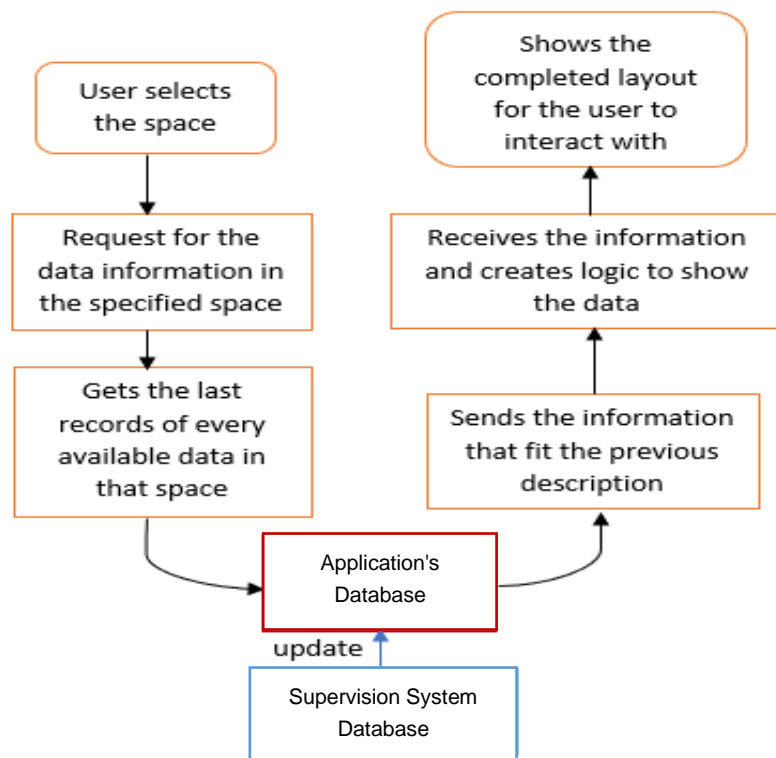 User selects
the space
Request for the
data information in
the specified space
Gets the last
records of every
available data in
that space
Application's
Database
update
Supervision System
Database
Sends the information
that fit the previous
description
Receives the information
and creates logic to show
the data
Shows the
completed layout
for the user to
interact with